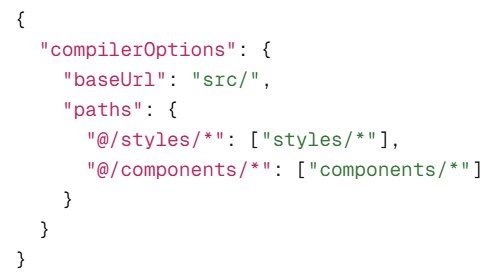 {
  "compilerOptions": {
    "baseUrl": "src/",
    "paths": {
      "@/styles/*": ["styles/*"],
      "@/components/*": ["components/*"]
    }
  }
}